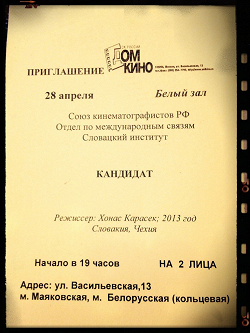 ПРИГЛАШЕНИЕ
ДОМ КИНО
28 апреля Белый зал
Союз кинематографистов РФ
Отдел по международным связям
Словацкий институт
КАНДИДАТ
Режиссер: Хонас Карасек; 2013 год
Словакия, Чехия
Начало в 19 часов НА 2 ЛИЦА
Адрес: ул. Васильевская,13
м. Маяковская, м. Белорусская (кольцевая)